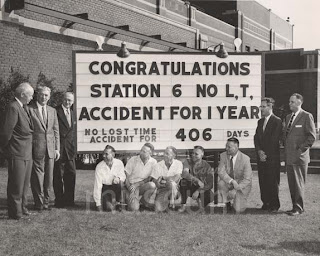 CONGRATULATIONS
STATION 6 NO L,T,
ACCIDENT FOR 1 YEAR
NO LOST TIME
ACCIDENT FOR 406 DAYS